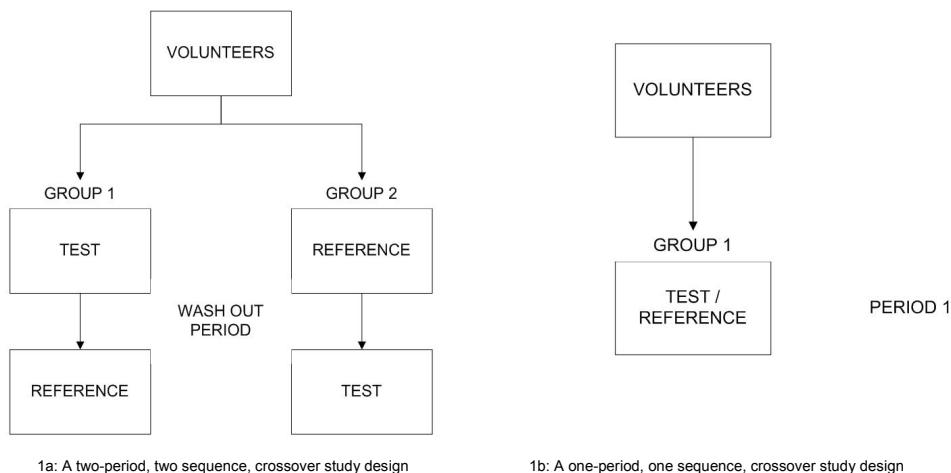 VOLUNTEERS
GROUP 1
TEST
REFERENCE
GROUP 2
REFERENCE
TEST
WASH OUT
PERIOD
1a: A two-period, two sequence, crossover study design
VOLUNTEERS
GROUP 1
TEST /
REFERENCE
PERIOD 1
1b: A one-period, one sequence, crossover study design